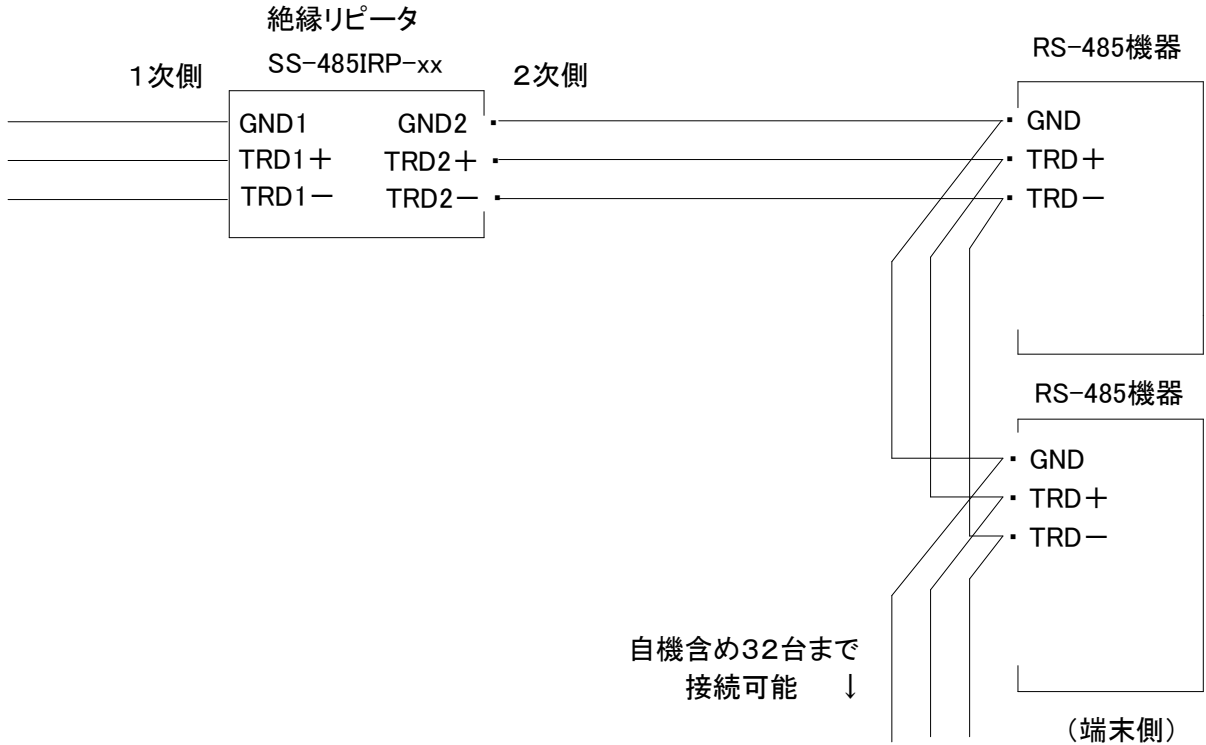 絶縁リピータ
SS-485IRP-xx
1次側
2次側
GND1 GND2
TRD1+ TRD2+
TRD1- TRD2-
RS-485機器
GND
TRD+
TRD-
RS-485機器
GND
TRD+
TRD-
自機含め32台まで
接続可能 ↓
(端末側)